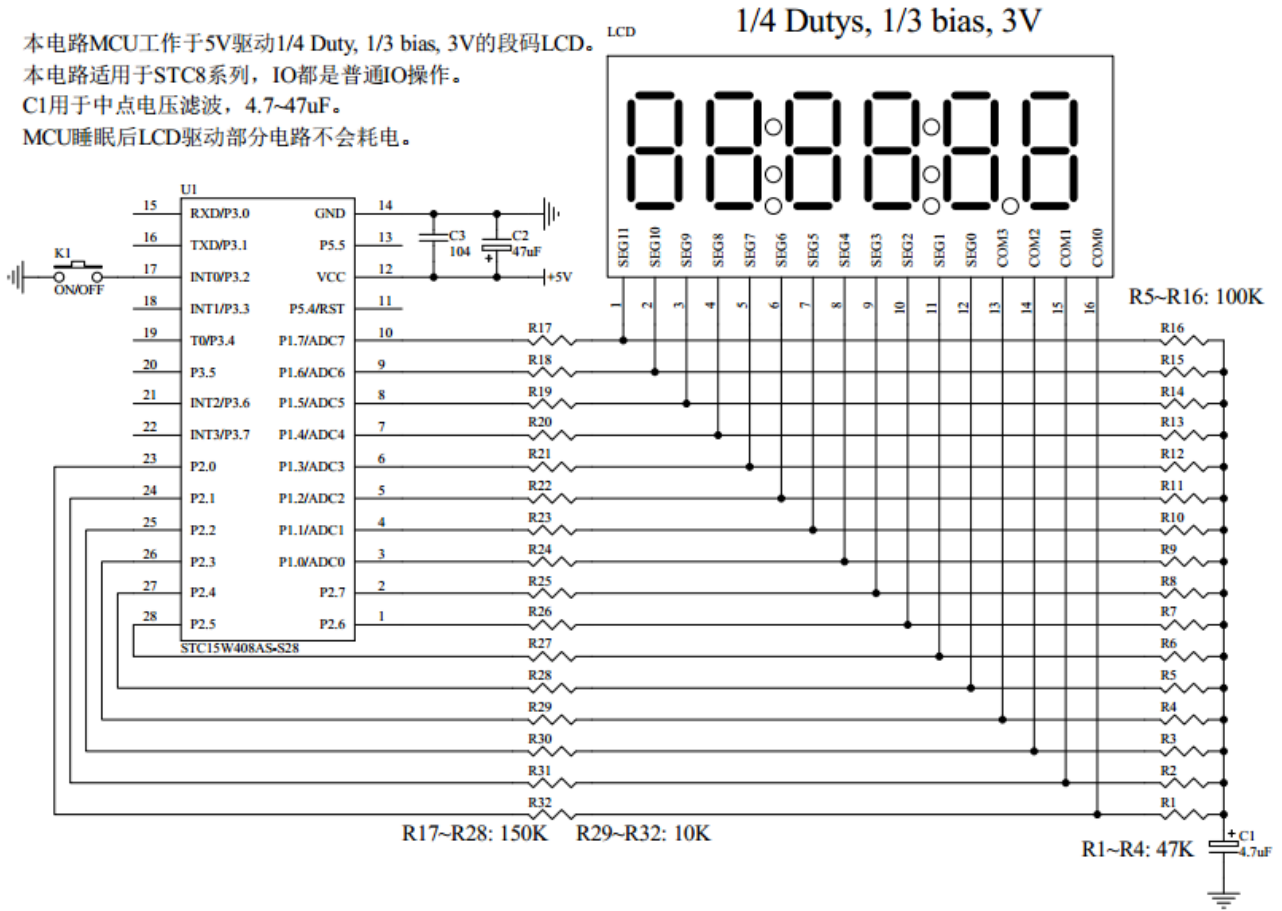 1/4 Dutys, 1/3 bias, 3V
本电路MCU工作于5V驱动1/4 Duty, 1/3 bias, 3V的段码LCD。
本电路适用于STC8系列，IO都是普通IO操作。
C1用于中点电压滤波，4.7~47uF。
MCU睡眠后LCD驱动部分电路不会耗电。
LCD
SEG11 SEG10 SEG9 SEG8 SEG7 SEG6 SEG5 SEG4 SEG3 SEG2 SEG1 SEG0 COM3 COM2 COM1 COM0
1 2 3 4 5 6 7 8 9 10 11 12 13 14 15 16
U1
15 RXD/P3.0 GND 14
16 TXD/P3.1 P5.5 13
17 INT0/P3.2 VCC 12
18 INT1/P3.3 P5.4/RST 11
19 T0/P3.4 P1.7/ADC7 10
20 P3.5 P1.6/ADC6 9
21 INT2/P3.6 P1.5/ADC5 8
22 INT3/P3.7 P1.4/ADC4 7
23 P2.0 P1.3/ADC3 6
24 P2.1 P1.2/ADC2 5
25 P2.2 P1.1/ADC1 4
26 P2.3 P1.0/ADC0 3
27 P2.4 P2.7 2
28 P2.5 P2.6 1
STC15W408AS-S28
K1
ON/OFF
C3
104
C2
47uF
+
+5V
R5~R16: 100K
R17 R16
R18 R15
R19 R14
R20 R13
R21 R12
R22 R11
R23 R10
R24 R9
R25 R8
R26 R7
R27 R6
R28 R5
R29 R4
R30 R3
R31 R2
R32 R1
R17~R28: 150K R29~R32: 10K
R1~R4: 47K
+ C1
4.7uF